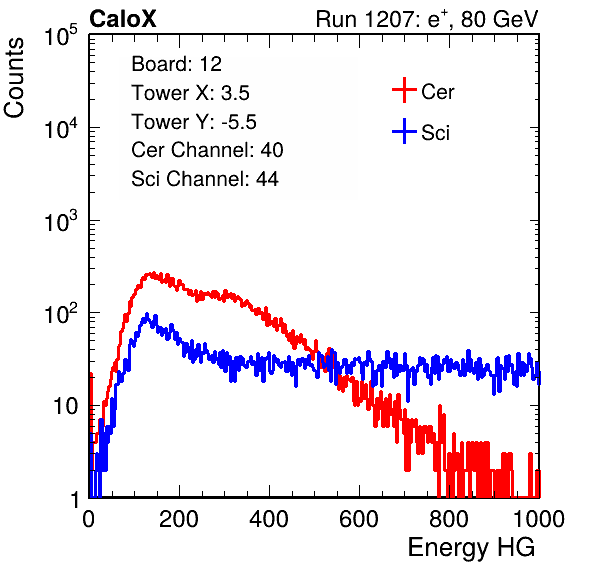 CaloX Run 1207: e⁺, 80 GeV
Counts
10⁵
10⁴
10³
10²
10
1
Board: 12
Tower X: 3.5
Tower Y: -5.5
Cer Channel: 40
Sci Channel: 44
Cer
Sci
0 200 400 600 800 1000
Energy HG